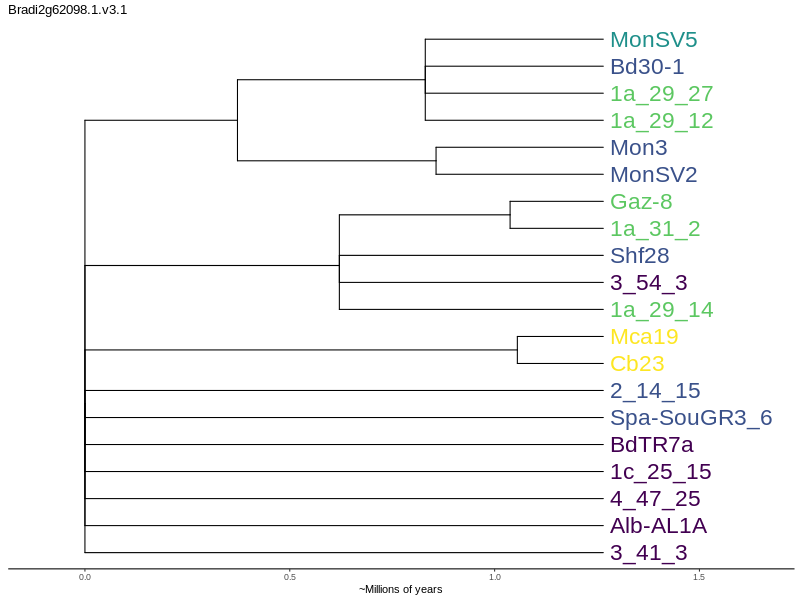 Bradi2g62098.1.v3.1
MonSV5
Bd30-1
1a_29_27
1a_29_12
Mon3
MonSV2
Gaz-8
1a_31_2
Shf28
3_54_3
1a_29_14
Mca19
Cb23
2_14_15
Spa-SouGR3_6
BdTR7a
1c_25_15
4_47_25
Alb-AL1A
3_41_3
0.0 0.5 1.0 1.5
~Millions of years